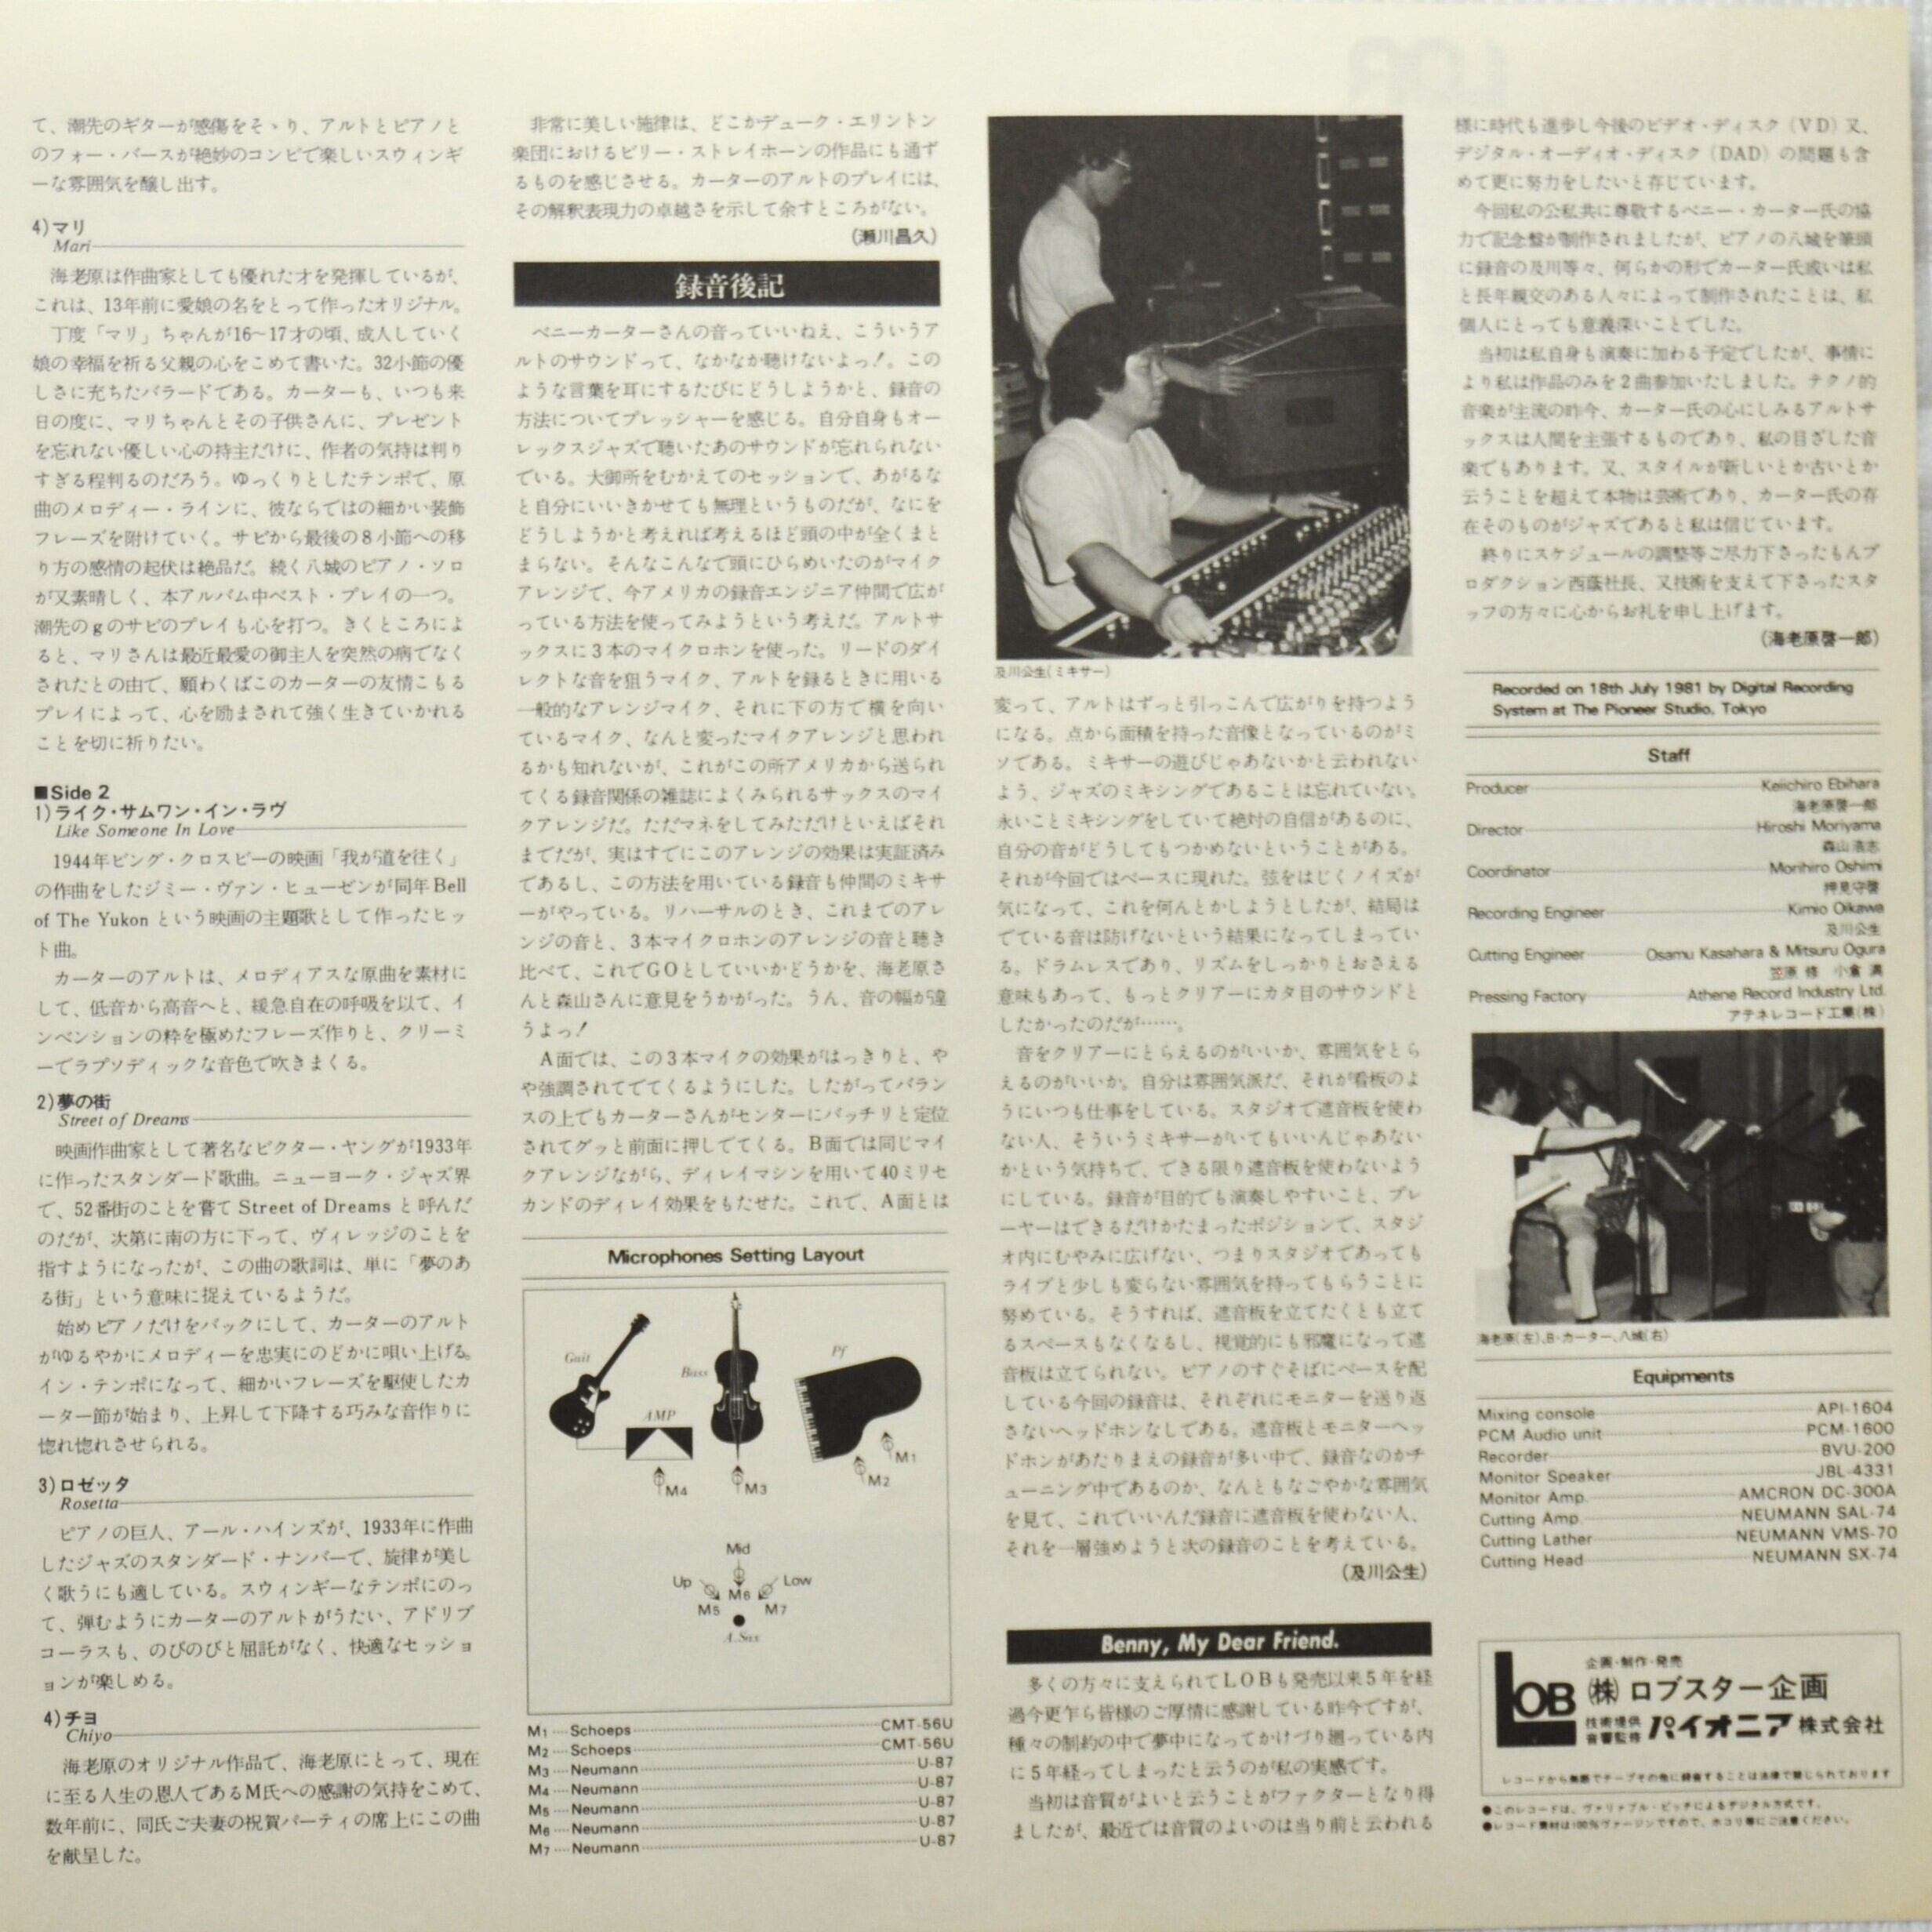 て、潮先のギターが感傷をそゝり、アルトとピアノと
のフォー・バースが絶妙のコンビで楽しいスウィンギ
ーな雰囲気を醸し出す。
4)マリ
Mari
海老原は作曲家としても優れた才を発揮しているが、
これは、13年前に愛娘の名をとって作ったオリジナル。
丁度「マリ」ちゃんが16〜17才の頃、成人していく
娘の幸福を祈る父親の心をこめて書いた。32小節の優
しさに充ちたバラードである。カーターも、いつも来
日の度に、マリちゃんとその子供さんに、プレゼント
を忘れない優しい心の持主だけに、作者の気持は判り
すぎる程判るのだろう。ゆっくりとしたテンポで、原
曲のメロディー・ラインに、彼ならではの細かい装飾
フレーズを附けていく。サビから最後の8小節への移
り方の感情の起伏は絶品だ。続く八城のピアノ・ソロ
が又素晴しく、本アルバム中ベスト・プレイの一つ。
潮先のgのサビのプレイも心を打つ。きくところによ
ると、マリさんは最近最愛の御主人を突然の病でなく
されたとの由で、願わくばこのカーターの友情こもる
プレイによって、心を励まされて強く生きていかれる
ことを切に祈りたい。
■Side 2
1)ライク・サムワン・イン・ラヴ
Like Someone In Love
1944年ビング・クロスビーの映画「我が道を往く」
の作曲をしたジミー・ヴァン・ヒューゼンが同年Bell
of The Yukon という映画の主題歌として作ったヒッ
ト曲。
カーターのアルトは、メロディアスな原曲を素材に
して、低音から高音へと、緩急自在の呼吸を以て、イ
ンベンションの粋を極めたフレーズ作りと、クリーミ
ーでラプソディックな音色で吹きまくる。
2)夢の街
Street of Dreams
映画作曲家として著名なビクター・ヤングが1933年
に作ったスタンダード歌曲。ニューヨーク・ジャズ界
で、52番街のことを嘗て Street of Dreams と呼んだ
のだが、次第に南の方に下って、ヴィレッジのことを
指すようになったが、この曲の歌詞は、単に「夢のあ
る街」という意味に捉えているようだ。
始めピアノだけをバックにして、カーターのアルト
がゆるやかにメロディーを忠実にのどかに唄い上げる。
イン・テンポになって、細かいフレーズを駆使したカ
ーター節が始まり、上昇して下降する巧みな音作りに
惚れ惚れさせられる。
3)ロゼッタ
Rosetta
ピアノの巨人、アール・ハインズが、1933年に作曲
したジャズのスタンダード・ナンバーで、旋律が美し
く歌うにも適している。スウィンギーなテンポにのっ
て、弾むようにカーターのアルトがうたい、アドリブ
コーラスも、のびのびと屈託がなく、快適なセッショ
ョンが楽しめる。
4)チヨ
Chiyo
海老原のオリジナル作品で、海老原にとって、現在
に至る人生の恩人であるM氏への感謝の気持をこめて、
数年前に、同氏ご夫妻の祝賀パーティの席上にこの曲
を献呈した。
非常に美しい施律は、どこかデューク・エリントン
楽団におけるビリー・ストレイホーンの作品にも通ず
るものを感じさせる。カーターのアルトのプレイには、
その解釈表現力の卓越さを示して余すところがない。
(瀬川昌久)
録音後記
ベニーカーターさんの音っていいねえ、こういうア
ルトのサウンドって、なかなか聴けないよっ!。この
ような言葉を耳にするたびにどうしようかと、録音の
方法についてプレッシャーを感じる。自分自身もオー
レックスジャズで聴いたあのサウンドが忘れられない
でいる。大御所をむかえてのセッションで、あがるな
と自分にいいきかせても無理というものだが、なにを
どうしようかと考えれば考えるほど頭の中が全くまと
まらない。そんなこんなで頭にひらめいたのがマイク
アレンジで、今アメリカの録音エンジニア仲間で広が
っている方法を使ってみようという考えだ。アルトサ
ックスに3本のマイクロホンを使った。リードのダイ
レクトな音を狙うマイク、アルトを録るときに用いる
一般的なアレンジマイク、それに下の方で横を向い
ているマイク、なんと変ったマイクアレンジと思われ
るかも知れないが、これがこの所アメリカから送られ
てくる録音関係の雑誌によくみられるサックスのマイ
クアレンジだ。ただマネをしてみただけといえばそれ
までだが、実はすでにこのアレンジの効果は実証済み
であるし、この方法を用いている録音も仲間のミキサ
ーがやっている。リハーサルのとき、これまでのアレ
ンジの音と、3本マイクロホンのアレンジの音と聴き
比べて、これでGOとしていいかどうかを、海老原さ
んと森山さんに意見をうかがった。うん、音の幅が違
うよっ!
A面では、この3本マイクの効果がはっきりと、や
や強調されてでてくるようにした。したがってバラン
スの上でもカーターさんがセンターにバッチリと定位
されてグッと前面に押しでてくる。B面では同じマイ
クアレンジながら、ディレイマシンを用いて40ミリセ
カンドのディレイ効果をもたせた。これで、A面とは
Microphones Setting Layout
Guit
Bass
Pf
AMP
M1
M2
M3
M4
Mid
Up
Low
M6
M5
M7
A.Sax
M1 Schoeps CMT-56U
M2 Schoeps CMT-56U
M3 Neumann U-87
M4 Neumann U-87
M5 Neumann U-87
M6 Neumann U-87
M7 Neumann U-87
及川公生(ミキサー)
変って、アルトはずっと引っこんで広がりを持つよう
になる。点から面積を持った音像となっているのがミ
ソである。ミキサーの遊びじゃあないかと云われない
よう、ジャズのミキシングであることは忘れていない。
永いことミキシングをしていて絶対の自信があるのに、
自分の音がどうしてもつかめないということがある。
それが今回ではベースに現れた。弦をはじくノイズが
気になって、これを何んとかしようとしたが、結局は
でている音は防げないという結果になってしまってい
る。ドラムレスであり、リズムをしっかりとおさえる
意味もあって、もっとクリアーにカタ目のサウンドと
したかったのだが……。
音をクリアーにとらえるのがいいか、雰囲気をとら
えるのがいいか。自分は雰囲気派だ、それが看板のよ
うにいつも仕事をしている。スタジオで遮音板を使わ
ない人、そういうミキサーがいてもいいんじゃあない
かという気持ちで、できる限り遮音板を使わないよう
にしている。録音が目的でも演奏しやすいこと、プレ
ーヤーはできるだけかたまったポジションで、スタジ
オ内にむやみに広げない、つまりスタジオであっても
ライブと少しも変らない雰囲気を持ってもらうことに
努めている。そうすれば、遮音板を立てたくとも立て
るスペースもなくなるし、視覚的にも邪魔になって遮
音板は立てられない。ピアノのすぐそばにベースを配
している今回の録音は、それぞれにモニターを送り返
さないヘッドホンなしである。遮音板とモニターヘッ
ドホンがあたりまえの録音が多い中で、録音なのかチ
ューニング中であるのか、なんともなごやかな雰囲気
を見て、これでいいんだ録音に遮音板を使わない人、
それを一層強めようと次の録音のことを考えている。
(及川公生)
Benny, My Dear Friend.
多くの方々に支えられてLOBも発売以来5年を経
過今更乍ら皆様のご厚情に感謝している昨今ですが、
種々の制約の中で夢中になってかけづり廻っている内
に5年経ってしまったと云うのが私の実感です。
当初は音質がよいと云うことがファクターとなり得
ましたが、最近では音質のよいのは当り前と云われる
様に時代も進歩し今後のビデオ・ディスク(VD)又、
デジタル・オーディオ・ディスク(DAD)の問題も含
めて更に努力をしたいと存じています。
今回私の公私共に尊敬するベニー・カーター氏の協
力で記念盤が制作されましたが、ピアノの八城を筆頭
に録音の及川等々、何らかの形でカーター氏或いは私
と長年親交のある人々によって制作されたことは、私
個人にとっても意義深いことでした。
当初は私自身も演奏に加わる予定でしたが、事情に
より私は作品のみを2曲参加いたしました。テクノ的
音楽が主流の昨今、カーター氏の心にしみるアルトサ
ックスは人間を主張するものであり、私の目ざした音
楽でもあります。又、スタイルが新しいとか古いとか
云うことを超えて本物は芸術であり、カーター氏の存
在そのものがジャズであると私は信じています。
終りにスケジュールの調整等ご尽力下さったもんプ
ロダクション西蔭社長、又技術を支えて下さったスタ
ッフの方々に心からお礼を申し上げます。
(海老原啓一郎)
Recorded on 18th July 1981 by Digital Recording
System at The Pioneer Studio, Tokyo
Staff
Producer Keiichiro Ebihara
海老原啓一郎
Director Hiroshi Moriyama
森山浩志
Coordinator Morihiro Oshimi
押見守啓
Recording Engineer Kimio Oikawa
及川公生
Cutting Engineer Osamu Kasahara & Mitsuru Ogura
笠原 修 小倉 満
Pressing Factory Athene Record Industry Ltd.
アテネレコード工業(株)
海老原(左)、B・カーター、八城(右)
Equipments
Mixing console API-1604
PCM Audio unit PCM-1600
Recorder BVU-200
Monitor Speaker JBL-4331
Monitor Amp. AMCRON DC-300A
Cutting Amp. NEUMANN SAL-74
Cutting Lather NEUMANN VMS-70
Cutting Head NEUMANN SX-74
LOB
企画・制作・発売
(株)ロブスター企画
技術提供
音響監修 パイオニア株式会社
レコードから無断でテープその他に録音することは法律で禁じられております
●このレコードは、ヴァリアブル・ピッチによるデジタル方式です。
●レコード素材は100%ヴァージンですので、ホコリ等にご注意ください。